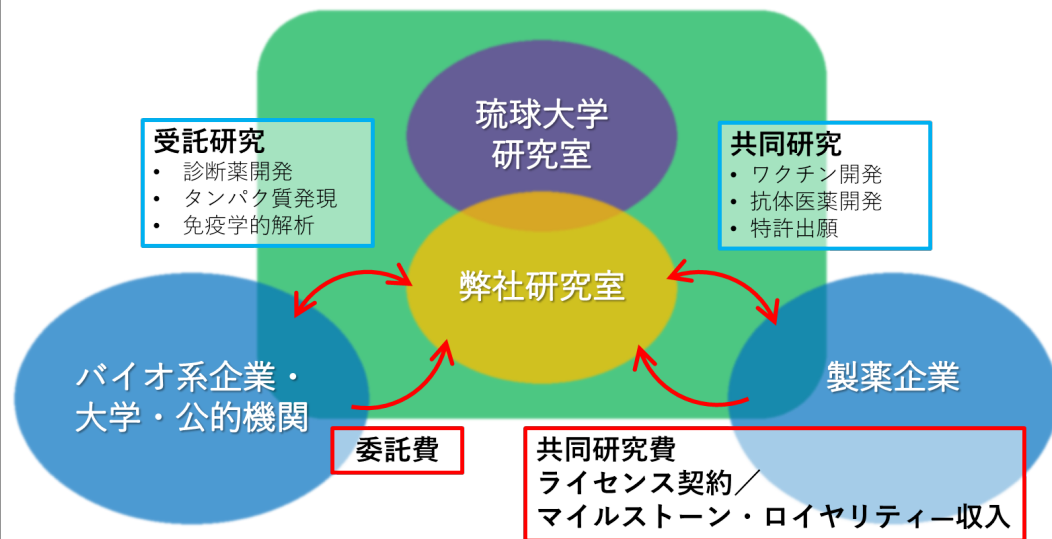 琉球大学
研究室
受託研究
• 診断薬開発
• タンパク質発現
• 免疫学的解析
共同研究
• ワクチン開発
• 抗体医薬開発
• 特許出願
弊社研究室
バイオ系企業・
大学・公的機関
製薬企業
委託費
共同研究費
ライセンス契約／
マイルストーン・ロイヤリティ―収入